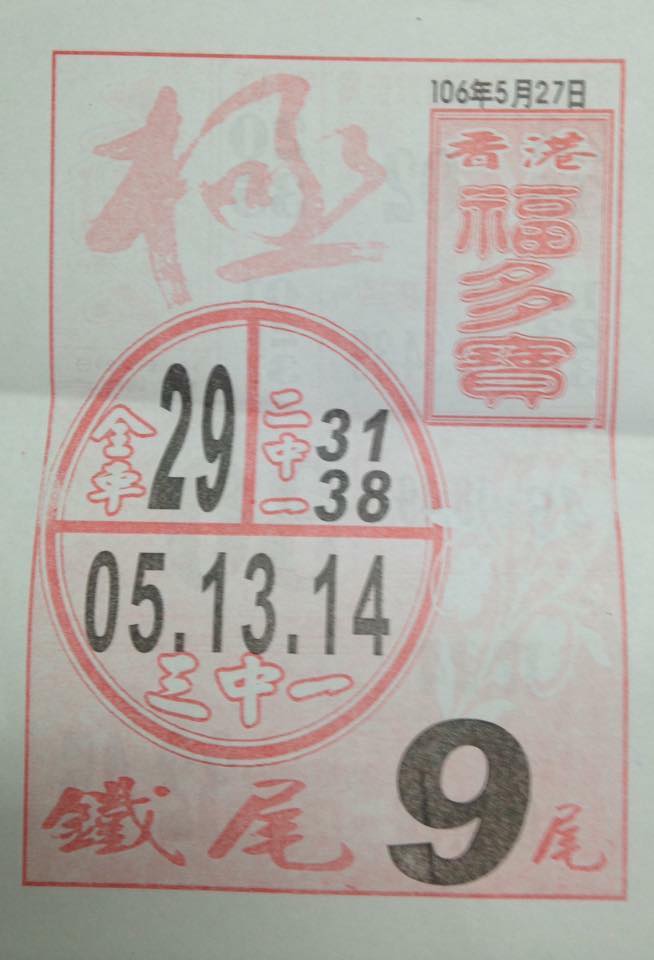 106年5月27日
極
香港
福多寶
全車
29
二中一
31
38
05.13.14
三中一
鐵尾 9 尾